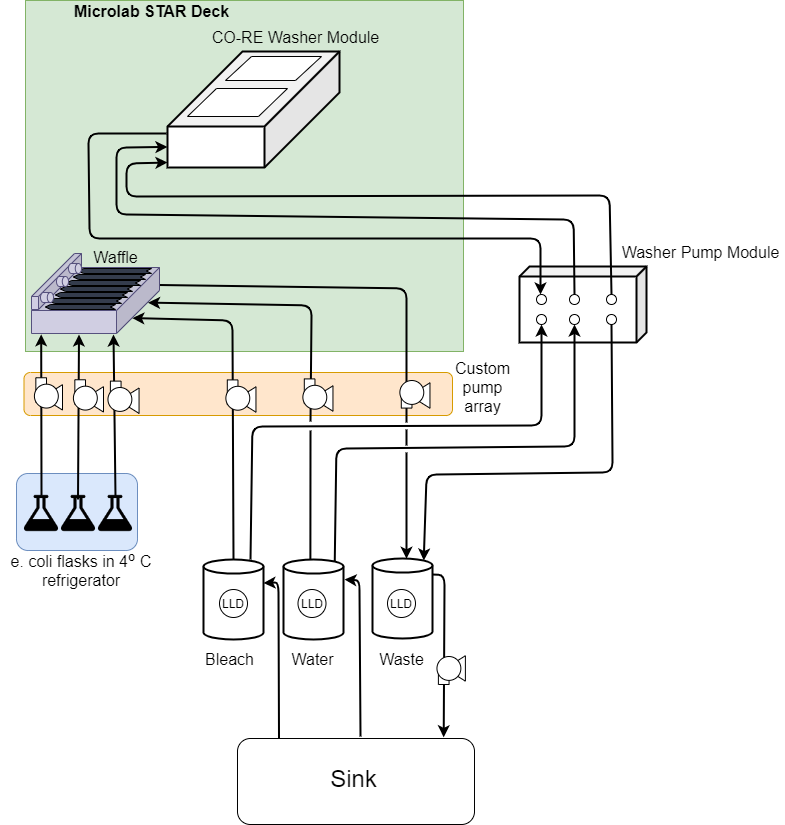 Microlab STAR Deck
CO-RE Washer Module
Waffle
Washer Pump Module
Custom
pump
array
e. coli flasks in 4º C
refrigerator
LLD
LLD
LLD
Bleach
Water
Waste
Sink